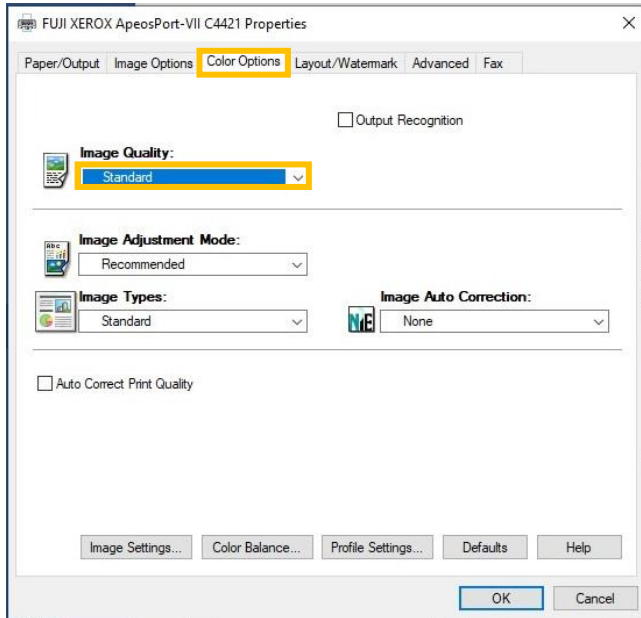 FUJI XEROX ApeosPort-VII C4421 Properties
Paper/Output Image Options Color Options Layout/Watermark Advanced Fax
Output Recognition
Image Quality:
Standard
Image Adjustment Mode:
Recommended
Image Types:
Standard
Image Auto Correction:
None
Auto Correct Print Quality
Image Settings... Color Balance... Profile Settings... Defaults Help
OK Cancel